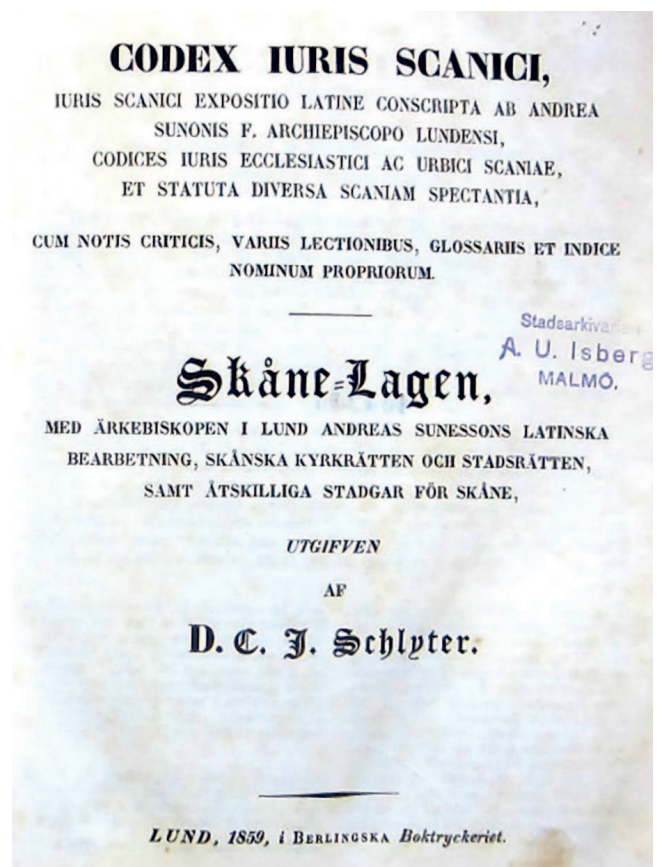 CODEX IURIS SCANICI,
IURIS SCANICI EXPOSITIO LATINE CONSCRIPTA AB ANDREA
SUNONIS F. ARCHIEPISCOPO LUNDENSI,
CODICES IURIS ECCLESIASTICI AC URBICI SCANIAE,
ET STATUTA DIVERSA SCANIAM SPECTANTIA,
CUM NOTIS CRITICIS, VARIIS LECTIONIBUS, GLOSSARIIS ET INDICE
NOMINUM PROPRIORUM.
A. U. Isberg
MALMÖ.
Skåne=Lagen,
MED ÄRKEBISKOPEN I LUND ANDREAS SUNESSONS LATINSKA
BEARBETNING, SKÅNSKA KYRKRÄTTEN OCH STADSRÄTTEN,
SAMT ÅTSKILLIGA STADGAR FÖR SKÅNE,
UTGIFVEN
AF
D. C. J. Schlyter.
LUND, 1859, i BERLINGSKA Boktryckeriet.